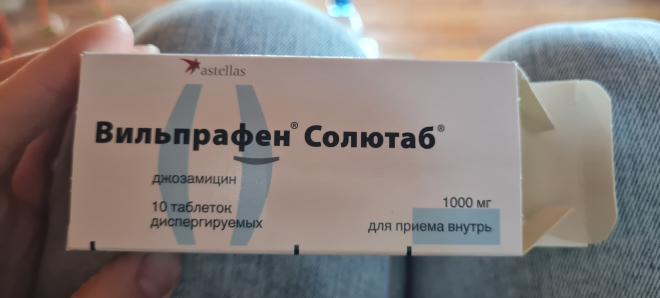 astellas
Вильпрафен® Солютаб®
джозамицин
10 таблеток
диспергируемых
1000 мг
для приема внутрь